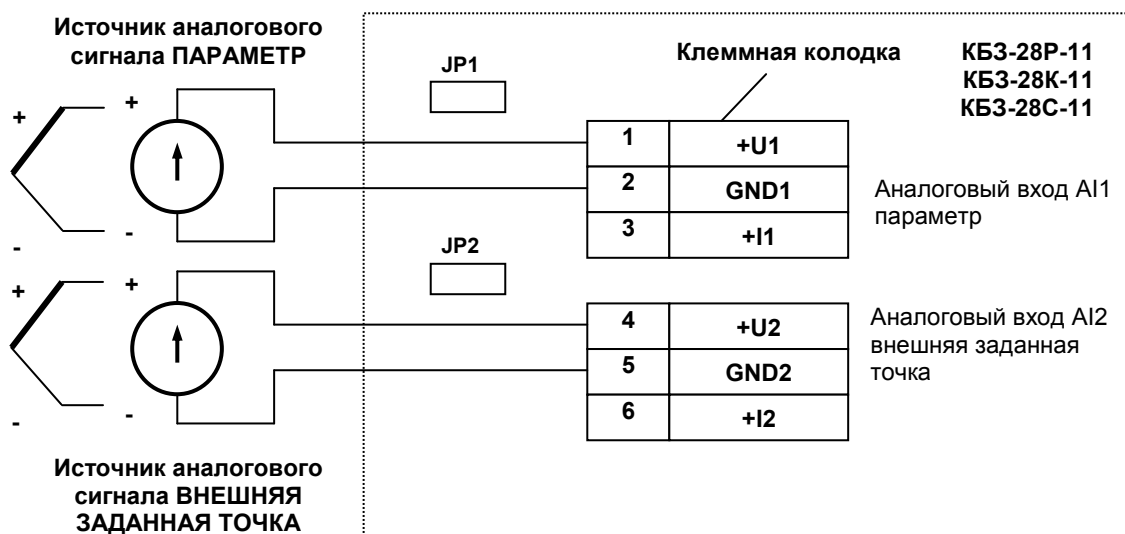 Источник аналогового
сигнала ПАРАМЕТР
JP1
Клеммная колодка
КБЗ-28Р-11
КБЗ-28К-11
КБЗ-28С-11
+
+
-
-
1
+U1
2
GND1
3
+I1
Аналоговый вход AI1
параметр
JP2
+
+
-
-
4
+U2
5
GND2
6
+I2
Аналоговый вход AI2
внешняя заданная
точка
Источник аналогового
сигнала ВНЕШНЯЯ
ЗАДАННАЯ ТОЧКА